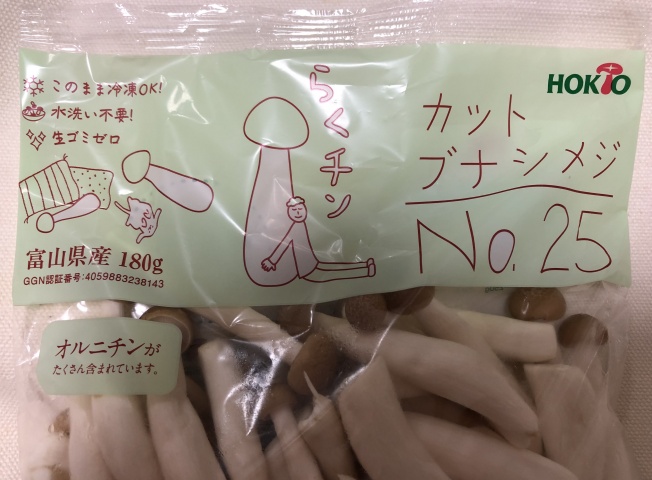 このまま冷凍OK!
水洗い不要!
生ゴミゼロ
富山県産 180g
GGN認証番号:4059883238143
らくチン
HOKTO
カット
ブナシメジ
No.25
オルニチンが
たくさん含まれています。